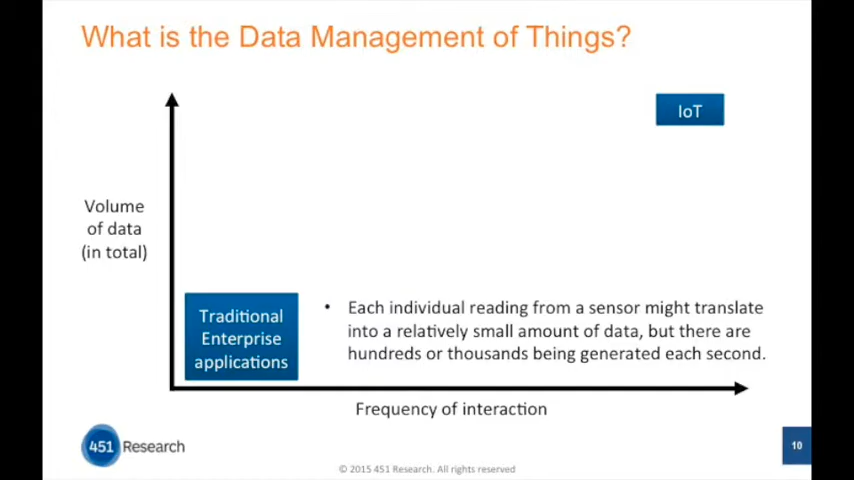 What is the Data Management of Things?
IoT
Volume
of data
(in total)
Traditional
Enterprise
applications
• Each individual reading from a sensor might translate
into a relatively small amount of data, but there are
hundreds or thousands being generated each second.
Frequency of interaction
451 Research
10
© 2015 451 Research. All rights reserved